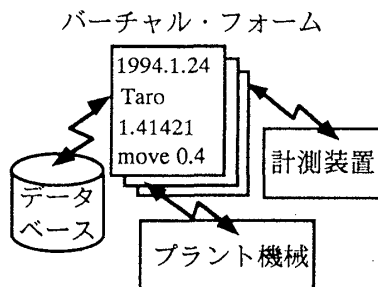 バーチャル・フォーム
1994.1.24
Taro
1.41421
move 0.4
計測装置
データ
ベース
プラント機械